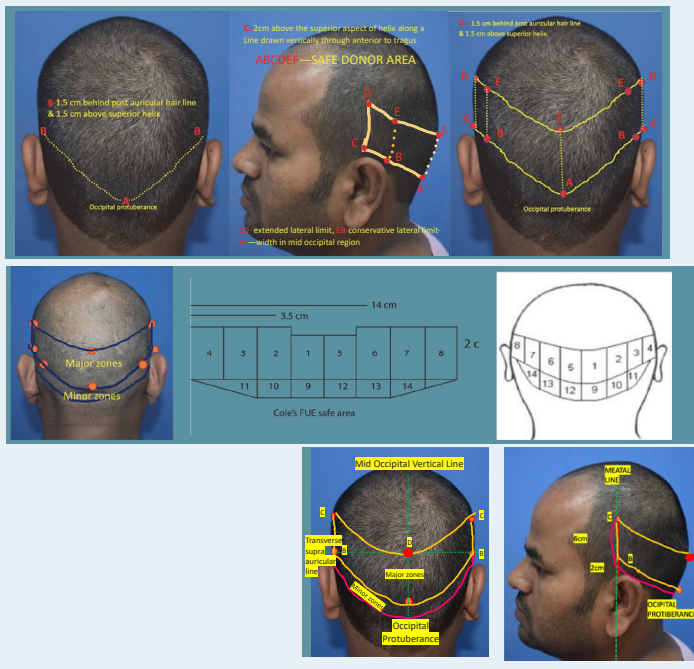 B-1.5 cm behind post auricular hair line
& 1.5 cm above superior helix
B
B
A
Occipital protuberance
C-2cm above the superior aspect of helix along a
Line drawn vertically through anterior to tragus
ABCDEF—SAFE DONOR AREA
D
E
F
C
B
A
extended lateral limit, EB-conservative lateral limit-
—width in mid occipital region
- 1.5 cm behind post auricular hair line
& 1.5 cm above superior helix
D
E
E
D
F
C
B
B
C
A
Occipital protuberance
Major zones
Minor zones
14 cm
3.5 cm
4 3 2 1 5 6 7 8
2 c
11 10 9 12 13 14
Cole's FUE safe area
8 7 6 5 1 2 3 4
14 13 12 9 10 11
Mid Occipital Vertical Line
C
C
D
Transverse
supra
auricular
line
B
B
Major zones
Minor zones
Occipital
Protuberance
MEATAL
LINE
C
6cm
2cm
B
OCIPITAL
PROTIBERANC